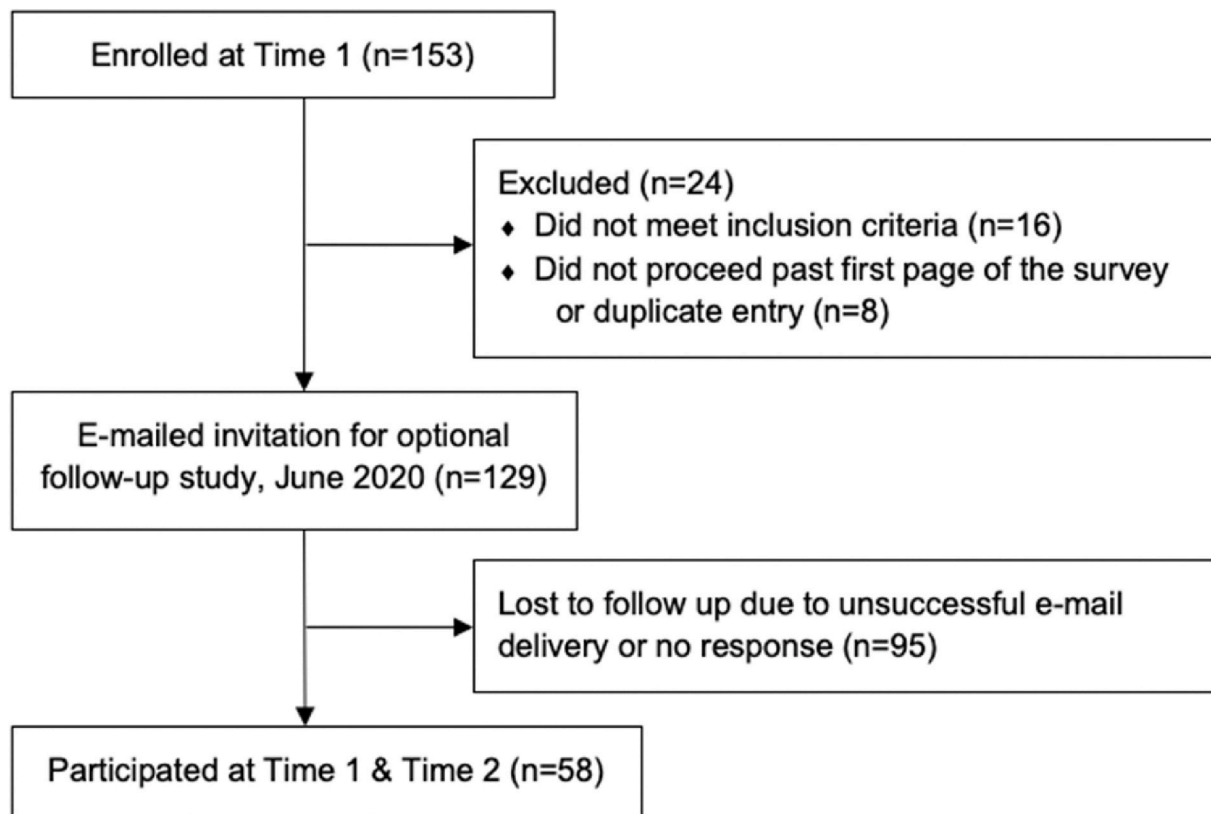 Enrolled at Time 1 (n=153)
Excluded (n=24)
♦ Did not meet inclusion criteria (n=16)
♦ Did not proceed past first page of the survey
or duplicate entry (n=8)
E-mailed invitation for optional
follow-up study, June 2020 (n=129)
Lost to follow up due to unsuccessful e-mail
delivery or no response (n=95)
Participated at Time 1 & Time 2 (n=58)